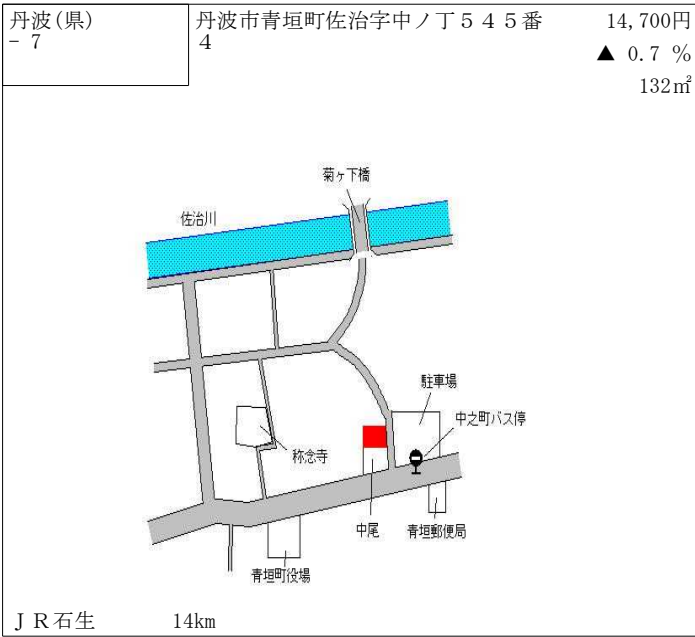 丹波(県)
- 7
丹波市青垣町佐治字中ノ丁５４５番
4
14,700円
▲ 0.7 %
132㎡
菊ヶ下橋
佐治川
駐車場
中之町バス停
称念寺
中尾
青垣郵便局
青垣町役場
ＪＲ石生 14km